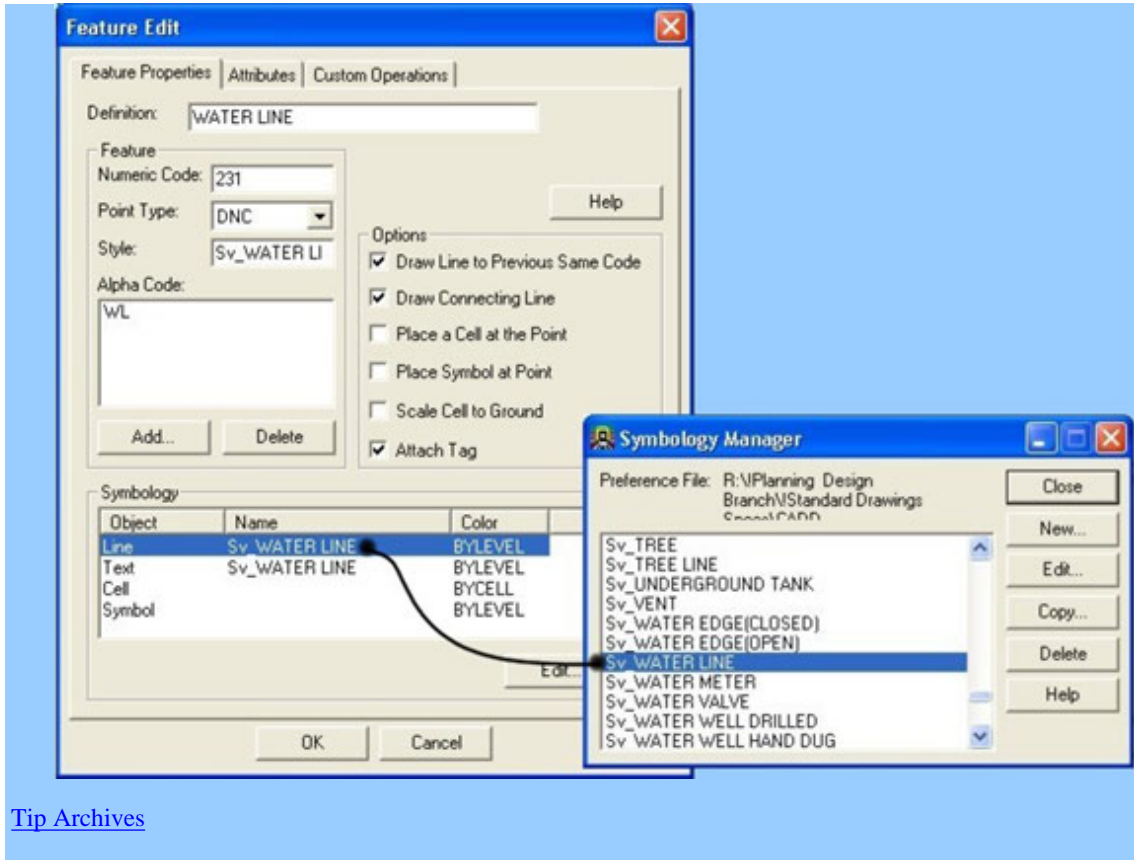 Feature Edit
Feature Properties Attributes Custom Operations
Definition: WATER LINE
Feature
Numeric Code: 231
Point Type: DNC
Style: Sv_WATER LI
Alpha Code:
WL
Add... Delete
Help
Options
Draw Line to Previous Same Code
Draw Connecting Line
Place a Cell at the Point
Place Symbol at Point
Scale Cell to Ground
Attach Tag
Symbology
Object Name Color
Line Sv_WATER LINE BYLEVEL
Text Sv_WATER LINE BYLEVEL
Cell BYCELL
Symbol BYLEVEL
Edit...
OK Cancel
Symbology Manager
Preference File: R:\!Planning Design
Branch\!Standard Drawings
Sv_TREE
Sv_TREE LINE
Sv_UNDERGROUND TANK
Sv_VENT
Sv_WATER EDGE(CLOSED)
Sv_WATER EDGE(OPEN)
Sv_WATER LINE
Sv_WATER METER
Sv_WATER VALVE
Sv_WATER WELL DRILLED
Sv_WATER WELL HAND DUG
Close
New...
Edit...
Copy...
Delete
Help
Tip Archives